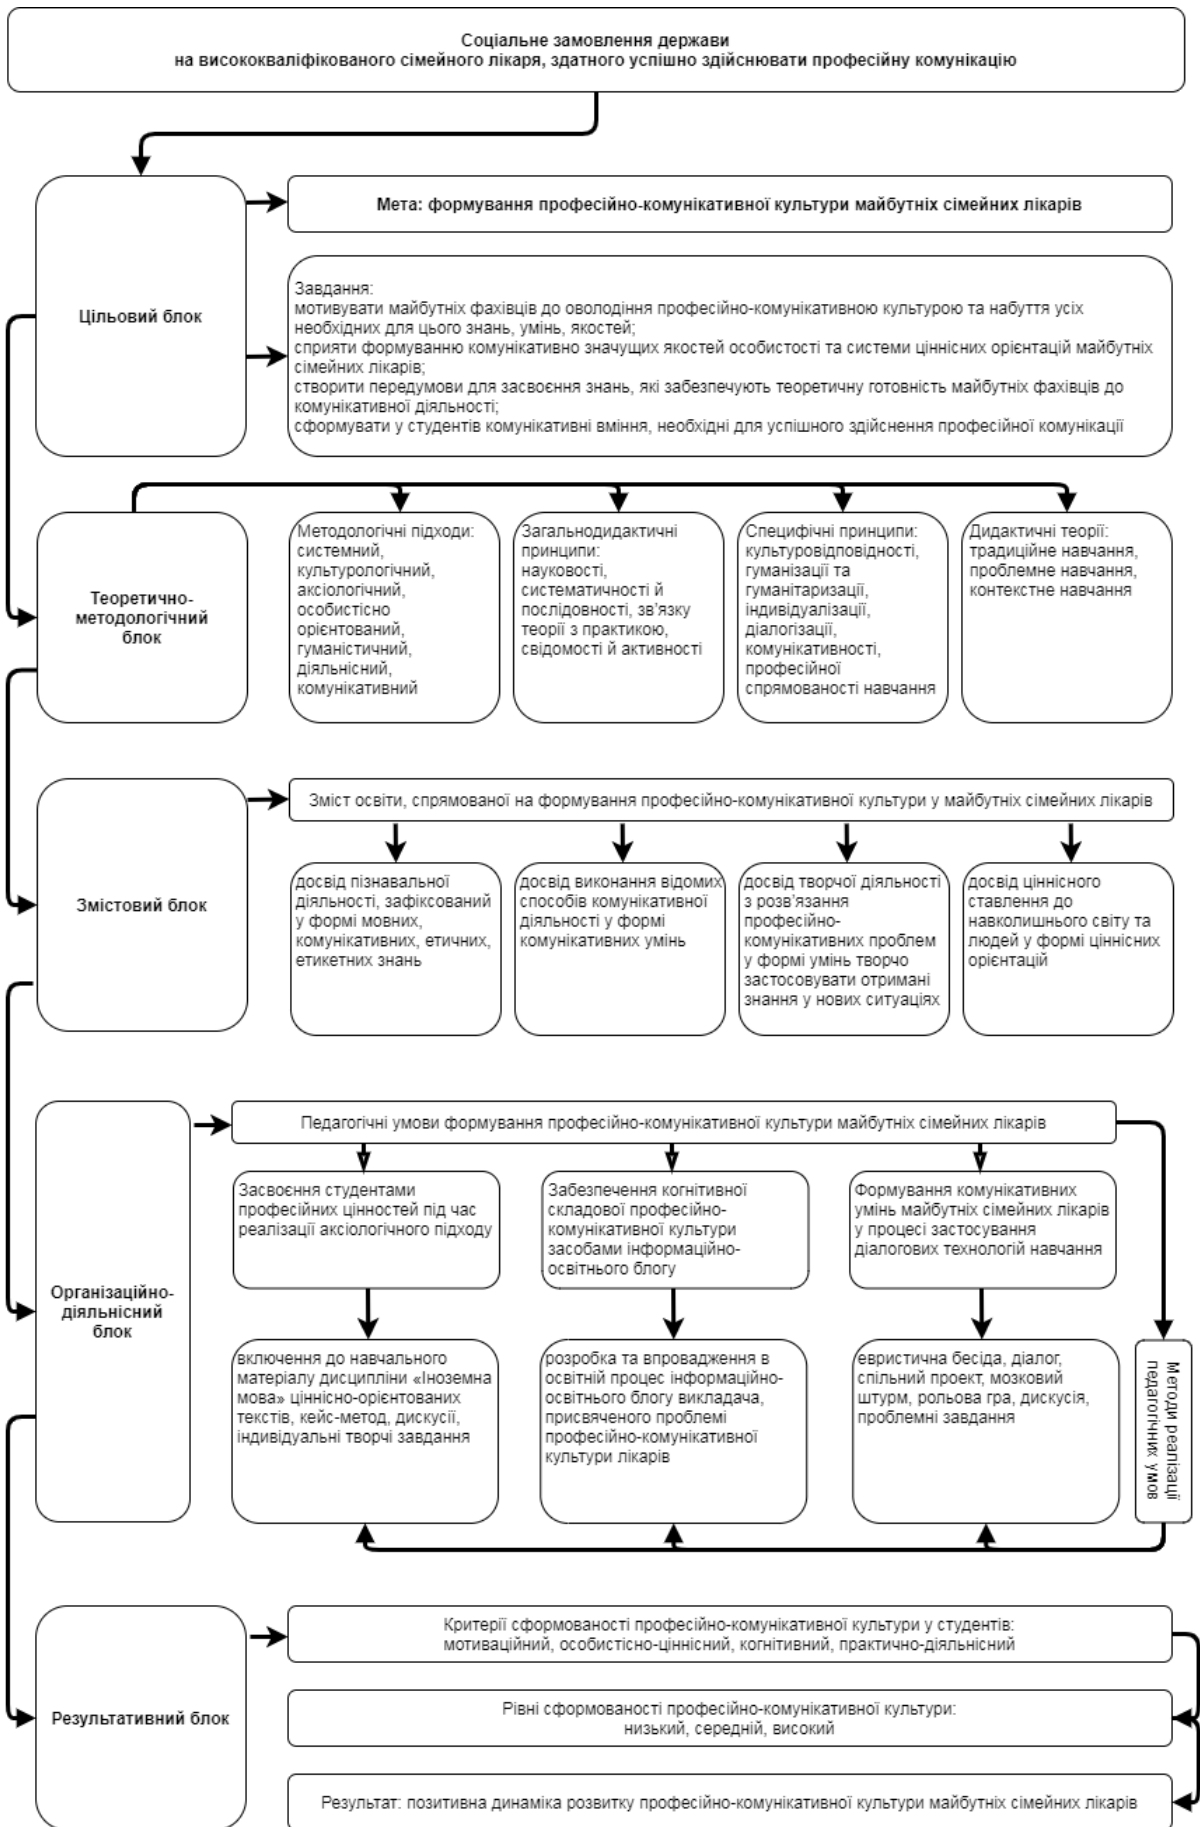 Соціальне замовлення держави
на висококваліфікованого сімейного лікаря, здатного успішно здійснювати професійну комунікацію
Цільовий блок
Мета: формування професійно-комунікативної культури майбутніх сімейних лікарів
Завдання:
мотивувати майбутніх фахівців до оволодіння професійно-комунікативною культурою та набуття усіх
необхідних для цього знань, умінь, якостей;
сприяти формуванню комунікативно значущих якостей особистості та системи ціннісних орієнтацій майбутніх
сімейних лікарів;
створити передумови для засвоєння знань, які забезпечують теоретичну готовність майбутніх фахівців до
комунікативної діяльності;
сформувати у студентів комунікативні вміння, необхідні для успішного здійснення професійної комунікації
Теоретично-
методологічний
блок
Методологічні підходи:
системний,
культурологічний,
аксіологічний,
особистісно
орієнтований,
гуманістичний,
діяльнісний,
комунікативний
Загальнодидактичні
принципи:
науковості,
систематичності й
послідовності, зв’язку
теорії з практикою,
свідомості й активності
Специфічні принципи:
культуровідповідності,
гуманізації та
гуманітаризації,
індивідуалізації,
діалогізації,
комунікативності,
професійної
спрямованості навчання
Дидактичні теорії:
традиційне навчання,
проблемне навчання,
контекстне навчання
Змістовий блок
Зміст освіти, спрямованої на формування професійно-комунікативної культури у майбутніх сімейних лікарів
досвід пізнавальної
діяльності, зафіксований
у формі мовних,
комунікативних, етичних,
етикетних знань
досвід виконання відомих
способів комунікативної
діяльності у формі
комунікативних умінь
досвід творчої діяльності
з розв’язання
професійно-
комунікативних проблем
у формі умінь творчо
застосовувати отримані
знання у нових ситуаціях
досвід ціннісного
ставлення до
навколишнього світу та
людей у формі ціннісних
орієнтацій
Організаційно-
діяльнісний
блок
Педагогічні умови формування професійно-комунікативної культури майбутніх сімейних лікарів
Засвоєння студентами
професійних цінностей під час
реалізації аксіологічного підходу
Забезпечення когнітивної
складової професійно-
комунікативної культури
засобами інформаційно-
освітнього блогу
Формування комунікативних
умінь майбутніх сімейних лікарів
у процесі застосування
діалогових технологій навчання
включення до навчального
матеріалу дисципліни «Іноземна
мова» ціннісно-орієнтованих
текстів, кейс-метод, дискусії,
індивідуальні творчі завдання
розробка та впровадження в
освітній процес інформаційно-
освітнього блогу викладача,
присвяченого проблемі
професійно-комунікативної
культури лікарів
евристична бесіда, діалог,
спільний проект, мозковий
штурм, рольова гра, дискусія,
проблемні завдання
Методи реалізації
педагогічних умов
Результативний блок
Критерії сформованості професійно-комунікативної культури у студентів:
мотиваційний, особистісно-ціннісний, когнітивний, практично-діяльнісний
Рівні сформованості професійно-комунікативної культури:
низький, середній, високий
Результат: позитивна динаміка розвитку професійно-комунікативної культури майбутніх сімейних лікарів